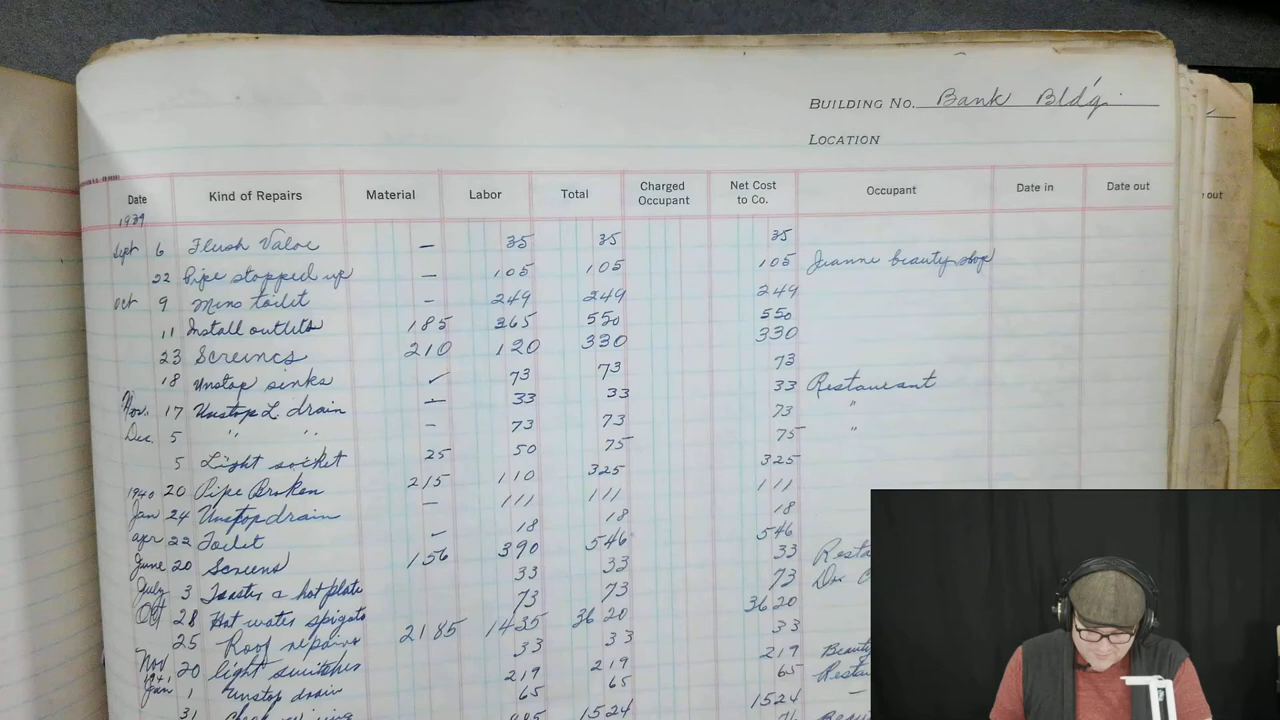 BUILDING NO. Bank Bldg.
LOCATION
Date Kind of Repairs Material Labor Total Charged Occupant Net Cost to Co. Occupant Date in Date out
1939
Sept 6 Flush Valve — 35 35 35
22 Pipe stopped up — 105 105 105 Jeanne beauty shop
Oct 9 Mens toilet - 249 249 249
11 Install outlets 185 365 550 550
23 Screens 210 120 330 330
18 Unstop sinks ✓ 73 73 73
Nov. 17 Unstop L. drain — 33 33 33 Restaurant
Dec. 5 " " - 73 73 73 "
5 Light socket 25 50 75 75 "
20 Pipe Broken 215 110 325 325
1940
Jan 24 Unstop drain — 111 111 111
Apr 22 Toilet - 18 18 18
June 20 Screens 156 390 546 546
July 3 Toaster & hot plate 33 33 33 Resta
Oct 28 Hot water spigots 73 73 73
25 Roof repairs 2185 1435 3620 3620
Nov 20 light switches 33 33 33
Jan 1 Unstop drain 219 219 219 Beauty
31 65 65 65 Resta
1524 1524
out